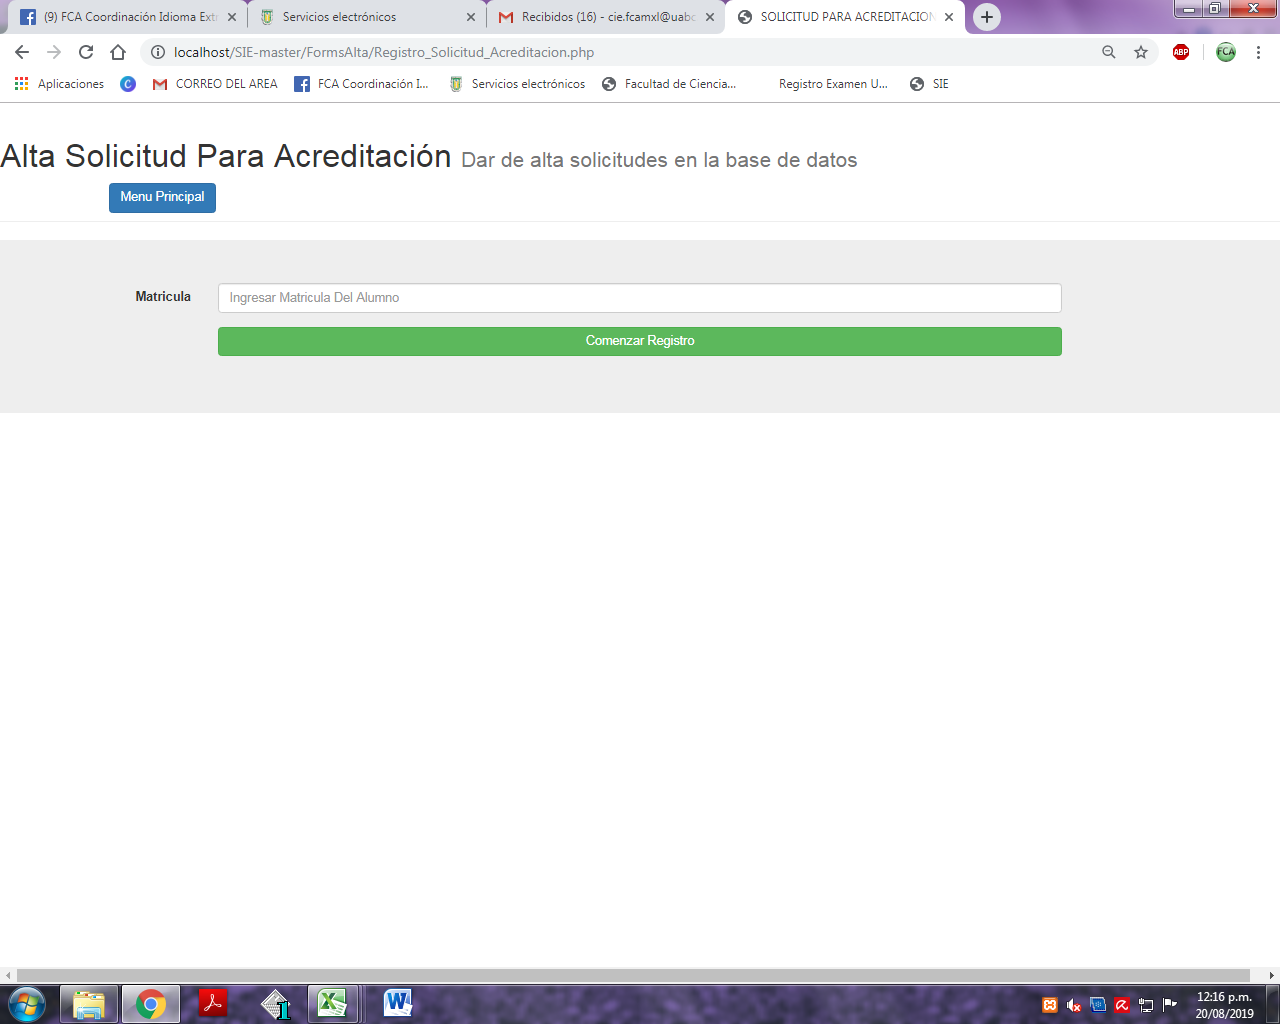 (9) FCA Coordinación Idioma Extr
Servicios electrónicos
Recibidos (16) - cie.fcamxl@uabc
SOLICITUD PARA ACREDITACION
localhost/SIE-master/FormsAlta/Registro_Solicitud_Acreditacion.php
ABP
FCA
Aplicaciones
C
CORREO DEL AREA
FCA Coordinación I...
Servicios electrónicos
Facultad de Ciencia...
Registro Examen U...
SIE
Alta Solicitud Para Acreditación Dar de alta solicitudes en la base de datos
Menu Principal
Matricula
Ingresar Matricula Del Alumno
Comenzar Registro
12:16 p.m.
20/08/2019